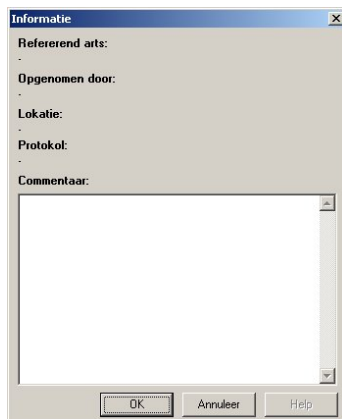 Informatie
Refererend arts:
-
Opgenomen door:
-
Lokatie:
-
Protokol:
-
Commentaar:
OK Annuleer Help